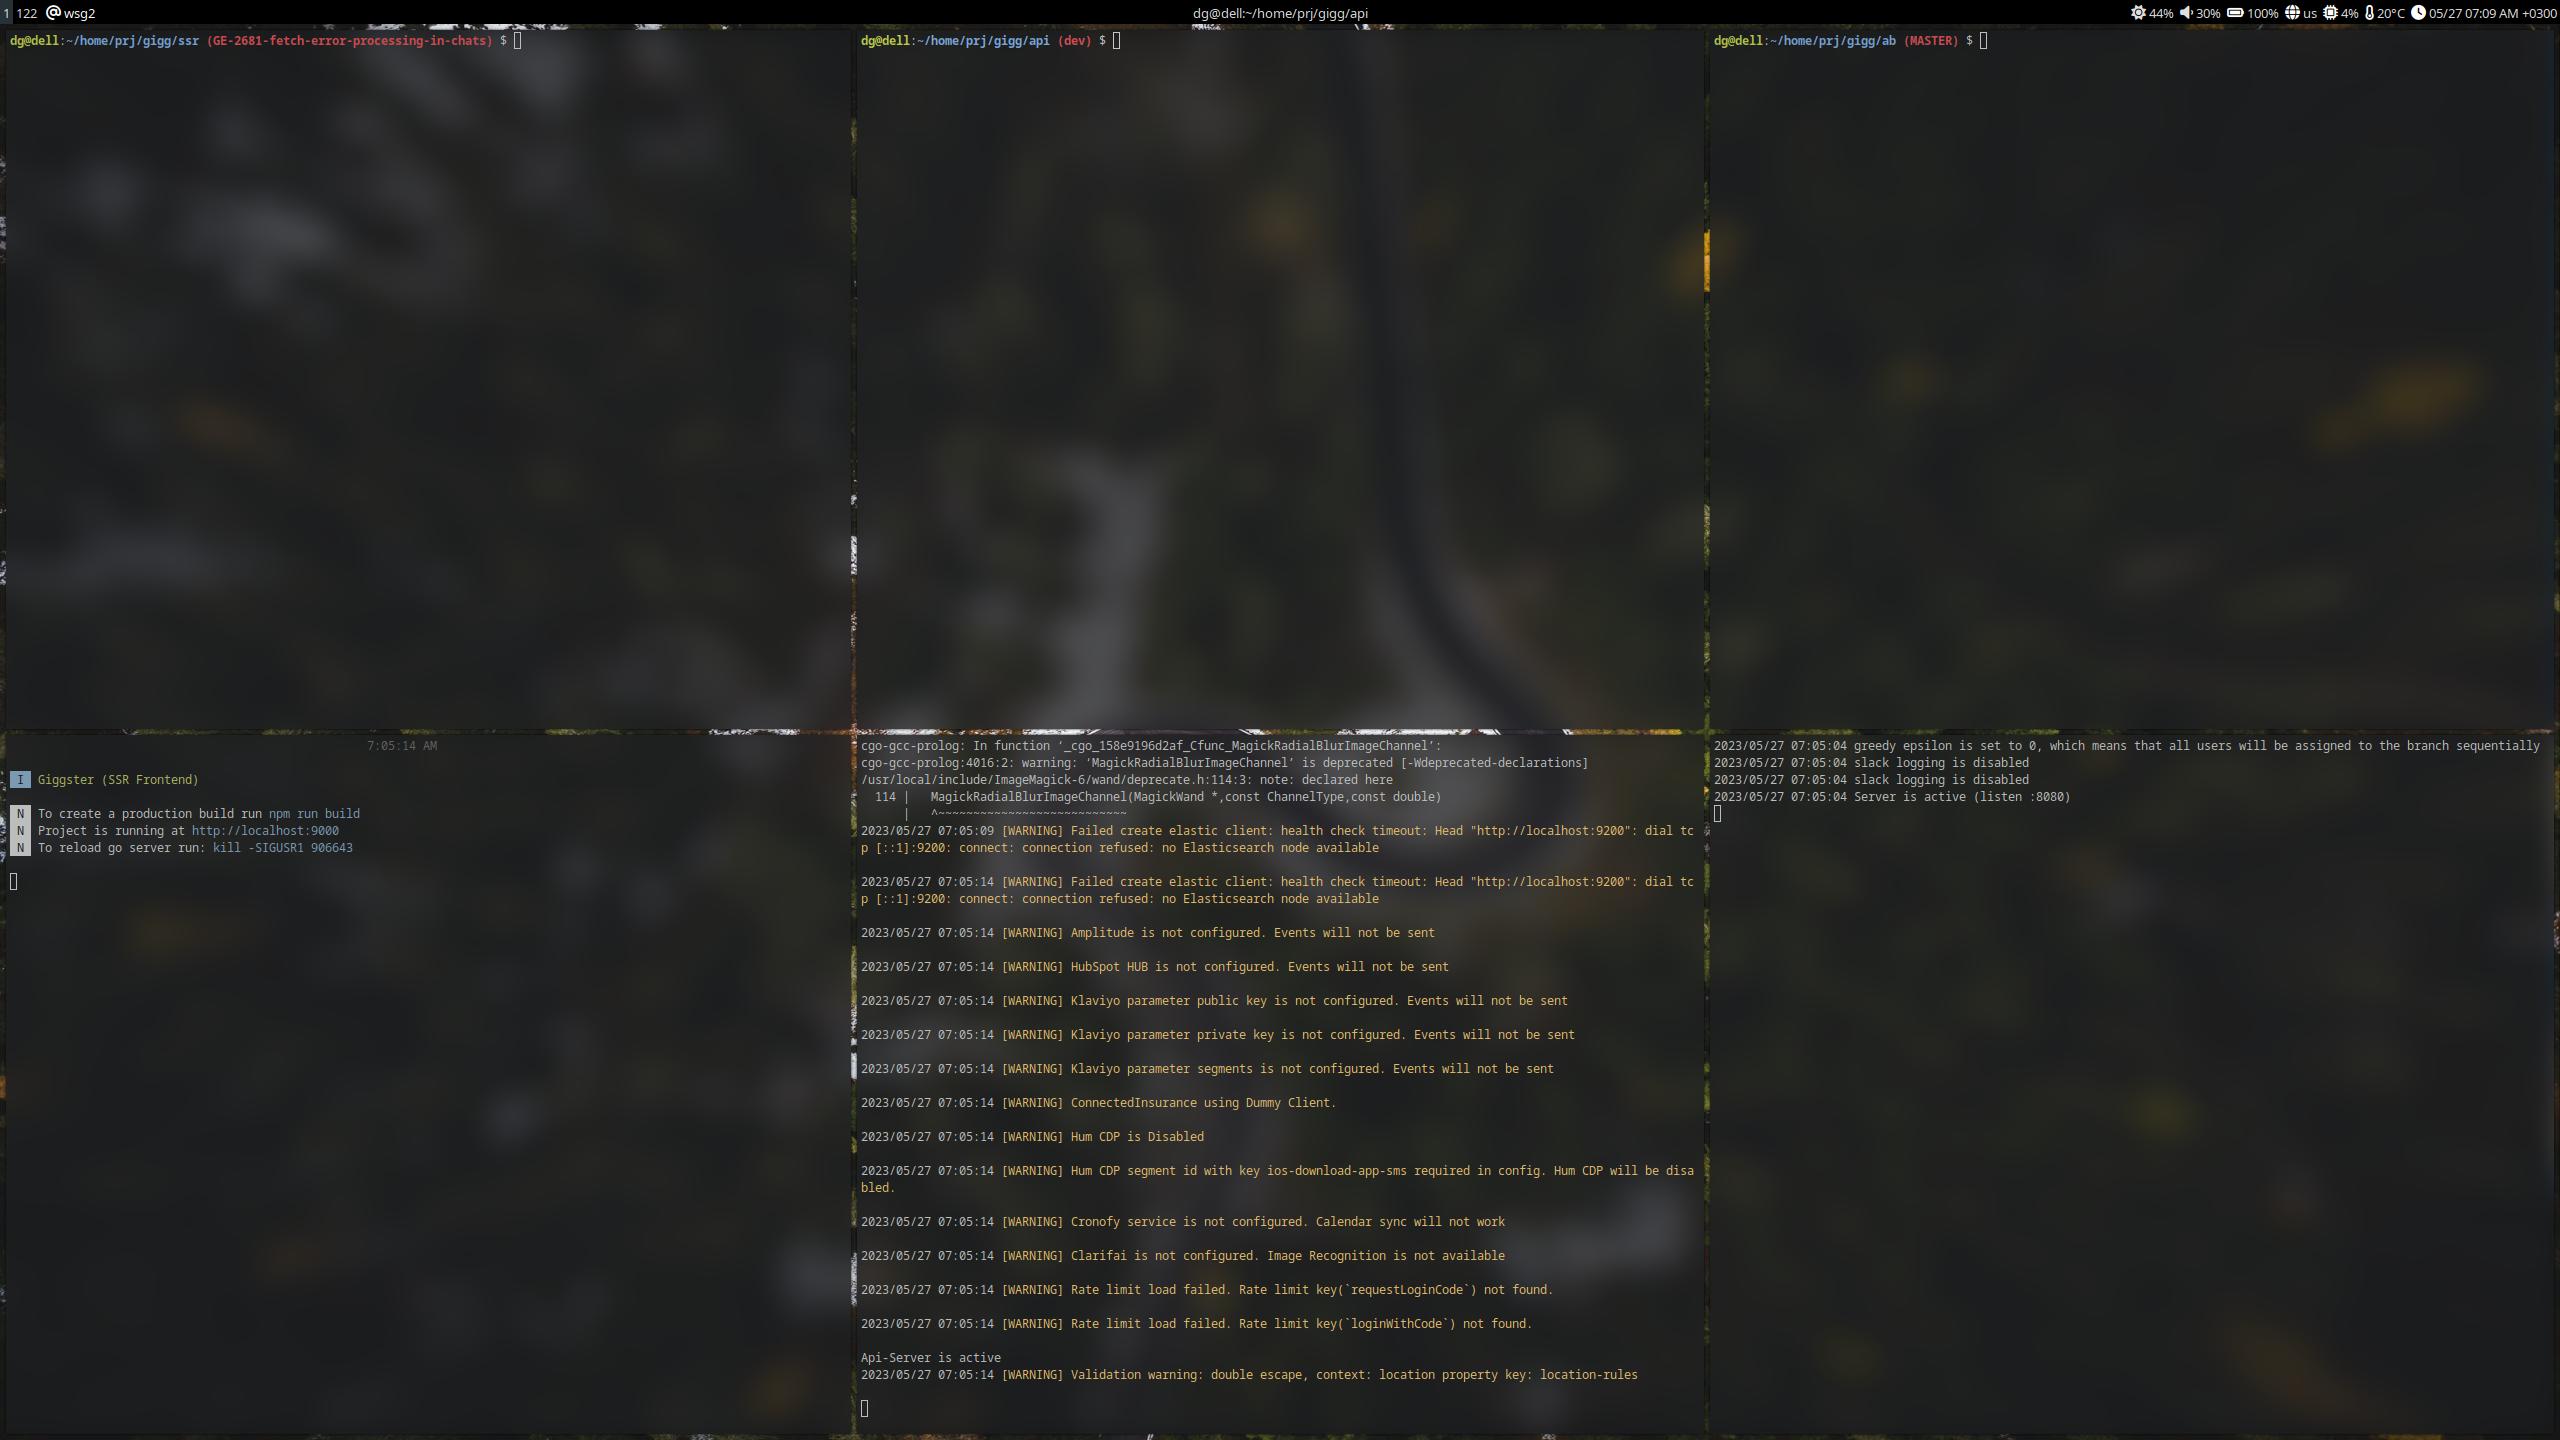 1 122 wsg2
dg@dell:~/home/prj/gigg/api
44% 30% 100% us 4% 20°C 05/27 07:09 AM +0300
dg@dell:~/home/prj/gigg/ssr (GE-2681-fetch-error-processing-in-chats) $
dg@dell:~/home/prj/gigg/api (dev) $
dg@dell:~/home/prj/gigg/ab (MASTER) $
7:05:14 AM
I Giggster (SSR Frontend)
N To create a production build run npm run build
N Project is running at http://localhost:9000
N To reload go server run: kill -SIGUSR1 906643
cgo-gcc-prolog: In function ‘_cgo_158e9196d2af_Cfunc_MagickRadialBlurImageChannel’:
cgo-gcc-prolog:4016:2: warning: ‘MagickRadialBlurImageChannel’ is deprecated [-Wdeprecated-declarations]
/usr/local/include/ImageMagick-6/wand/deprecate.h:114:3: note: declared here
114 |   MagickRadialBlurImageChannel(MagickWand *,const ChannelType,const double)
|   ^~~~~~~~~~~~~~~~~~~~~~~~~~~~
2023/05/27 07:05:09 [WARNING] Failed create elastic client: health check timeout: Head "http://localhost:9200": dial tc
p [::1]:9200: connect: connection refused: no Elasticsearch node available
2023/05/27 07:05:14 [WARNING] Failed create elastic client: health check timeout: Head "http://localhost:9200": dial tc
p [::1]:9200: connect: connection refused: no Elasticsearch node available
2023/05/27 07:05:14 [WARNING] Amplitude is not configured. Events will not be sent
2023/05/27 07:05:14 [WARNING] HubSpot HUB is not configured. Events will not be sent
2023/05/27 07:05:14 [WARNING] Klaviyo parameter public key is not configured. Events will not be sent
2023/05/27 07:05:14 [WARNING] Klaviyo parameter private key is not configured. Events will not be sent
2023/05/27 07:05:14 [WARNING] Klaviyo parameter segments is not configured. Events will not be sent
2023/05/27 07:05:14 [WARNING] ConnectedInsurance using Dummy Client.
2023/05/27 07:05:14 [WARNING] Hum CDP is Disabled
2023/05/27 07:05:14 [WARNING] Hum CDP segment id with key ios-download-app-sms required in config. Hum CDP will be disa
bled.
2023/05/27 07:05:14 [WARNING] Cronofy service is not configured. Calendar sync will not work
2023/05/27 07:05:14 [WARNING] Clarifai is not configured. Image Recognition is not available
2023/05/27 07:05:14 [WARNING] Rate limit load failed. Rate limit key(`requestLoginCode`) not found.
2023/05/27 07:05:14 [WARNING] Rate limit load failed. Rate limit key(`loginWithCode`) not found.
Api-Server is active
2023/05/27 07:05:14 [WARNING] Validation warning: double escape, context: location property key: location-rules
2023/05/27 07:05:04 greedy epsilon is set to 0, which means that all users will be assigned to the branch sequentially
2023/05/27 07:05:04 slack logging is disabled
2023/05/27 07:05:04 slack logging is disabled
2023/05/27 07:05:04 Server is active (listen :8080)